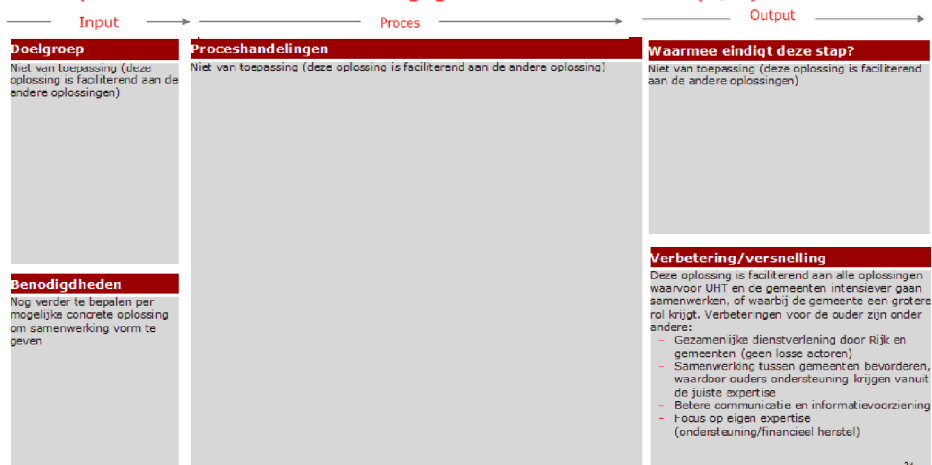 Input
Proces
Output
Doelgroep
Niet van toepassing (deze
oplossing is faciliterend aan de
andere oplossingen)
Benodigdheden
Nog verder te bepalen per
mogelijke concrete oplossing
om samenwerking vorm te
geven
Proceshandelingen
Niet van toepassing (deze oplossing is faciliterend aan de andere oplossing)
Waarmee eindigt deze stap?
Niet van toepassing (deze oplossing is faciliterend
aan de andere oplossingen)
Verbetering/versnelling
Deze oplossing is faciliterend aan alle oplossingen
waarvoor UHT en de gemeenten intensiever gaan
samenwerken, of waarbij de gemeente een grotere
rol krijgt. Verbeteringen voor de ouder zijn onder
andere:
– Gezamenlijke dienstverlening door Rijk en
gemeenten (geen losse actoren)
– Samenwerking tussen gemeenten bevorderen,
waardoor ouders ondersteuning krijgen vanuit
de juiste expertise
– Betere communicatie en informatievoorziening
– Focus op eigen expertise
(ondersteuning/financieel herstel)